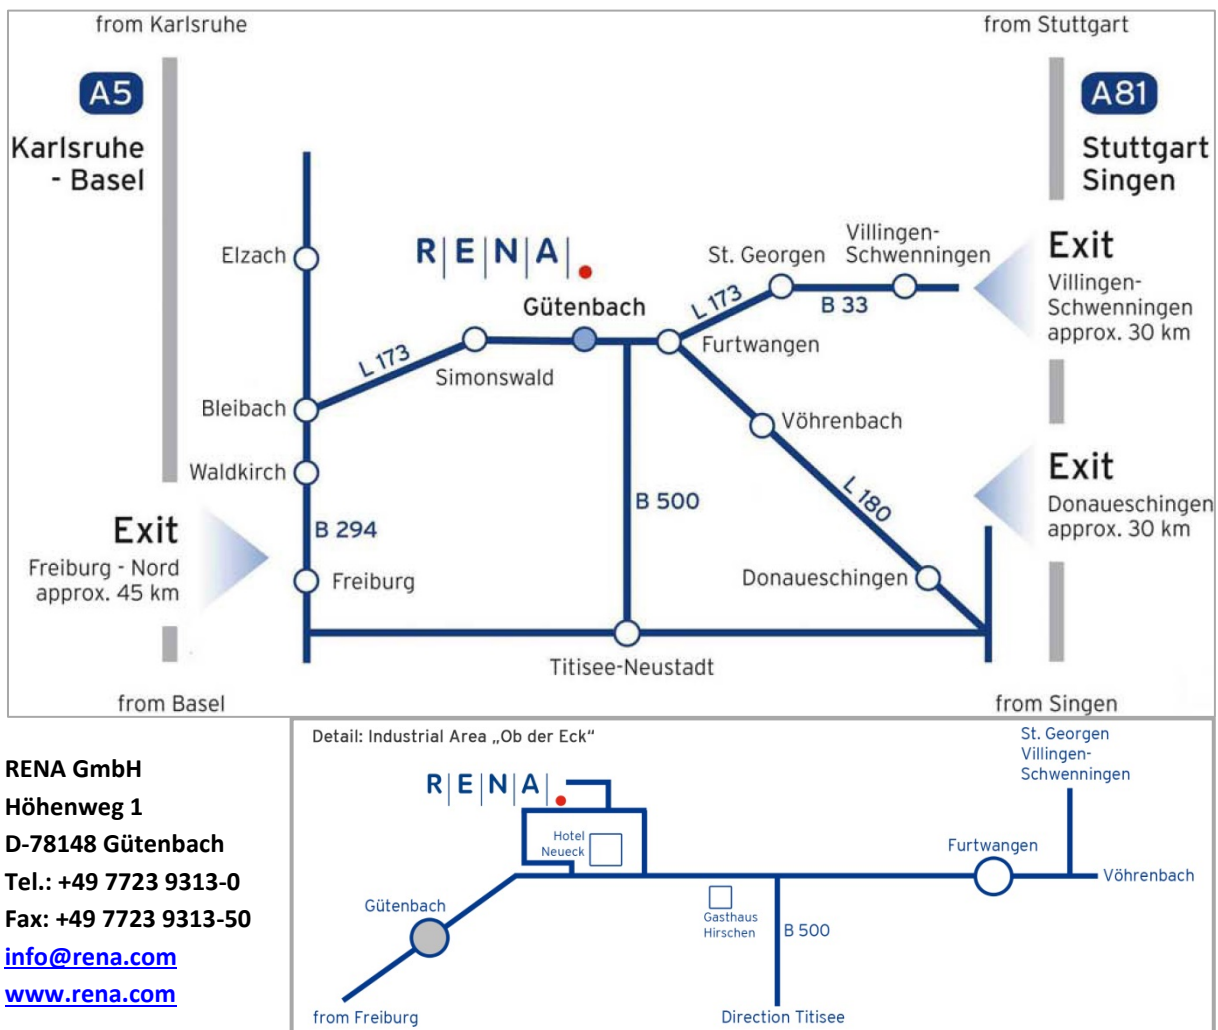 from Karlsruhe
from Stuttgart
A5
A81
Karlsruhe
- Basel
Stuttgart
Singen
Elzach
R|E|N|A|.
Gütenbach
St. Georgen
Villingen-
Schwenningen
L 173
B 33
Exit
Villingen-
Schwenningen
approx. 30 km
L 173
Simonswald
Furtwangen
Bleibach
Vöhrenbach
Waldkirch
B 500
L 180
Exit
Donaueschingen
approx. 30 km
Exit
Freiburg - Nord
approx. 45 km
B 294
Freiburg
Donaueschingen
Titisee-Neustadt
from Basel
from Singen
RENA GmbH
Höhenweg 1
D-78148 Gütenbach
Tel.: +49 7723 9313-0
Fax: +49 7723 9313-50
info@rena.com
www.rena.com
Detail: Industrial Area „Ob der Eck“
St. Georgen
Villingen-
Schwenningen
R|E|N|A|.
Hotel
Neueck
Furtwangen
Vöhrenbach
Gütenbach
Gasthaus
Hirschen
B 500
from Freiburg
Direction Titisee